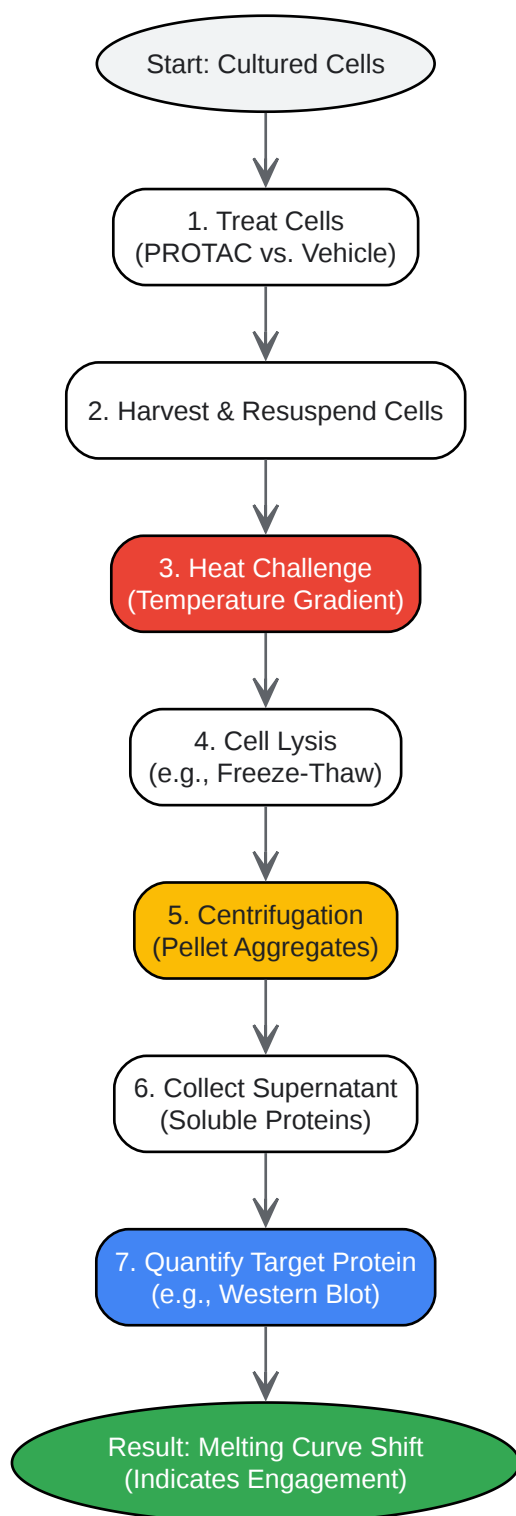 Start: Cultured Cells
1. Treat Cells
(PROTAC vs. Vehicle)
2. Harvest & Resuspend Cells
3. Heat Challenge
(Temperature Gradient)
4. Cell Lysis
(e.g., Freeze-Thaw)
5. Centrifugation
(Pellet Aggregates)
6. Collect Supernatant
(Soluble Proteins)
7. Quantify Target Protein
(e.g., Western Blot)
Result: Melting Curve Shift
(Indicates Engagement)